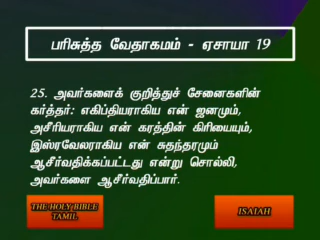 பரிசுத்த வேதாகமம் - ஏசாயா 19
25. அவர்களைக் குறித்துச் சேனைகளின்
கர்த்தர்: எகிப்தியராகிய என் ஜனமும்,
அசீரியராகிய என் கரத்தின் கிரியையும்,
இஸ்ரவேலராகிய என் சுதந்தரமும்
ஆசீர்வதிக்கப்பட்டது என்று சொல்லி,
அவர்களை ஆசீர்வதிப்பார்.
THE HOLY BIBLE
TAMIL
ISAIAH